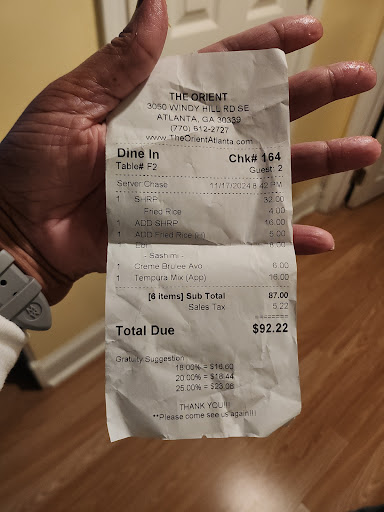 THE ORIENT
3050 WINDY HILL RD SE
ATLANTA, GA 30339
(770) 612-2727
www.TheOrientAtlanta.com
Dine In Chk# 164
Table# F2 Guest: 2
Server Chase 11/17/2024 8:42 PM
1 SHRP 32.00
Fried Rice 4.00
1 ADD SHRP 16.00
1 ADD Fried Rice (H) 5.00
Ebi 8.00
- Sashimi -
1 Creme Brulee Avo 6.00
1 Tempura Mix (App) 16.00
[6 items] Sub Total 87.00
Sales Tax 5.22
========
Total Due $92.22
Gratuity Suggestion
18.00% = $16.60
20.00% = $18.44
25.00% = $23.06
THANK YOU!!!
**Please come see us again!!!